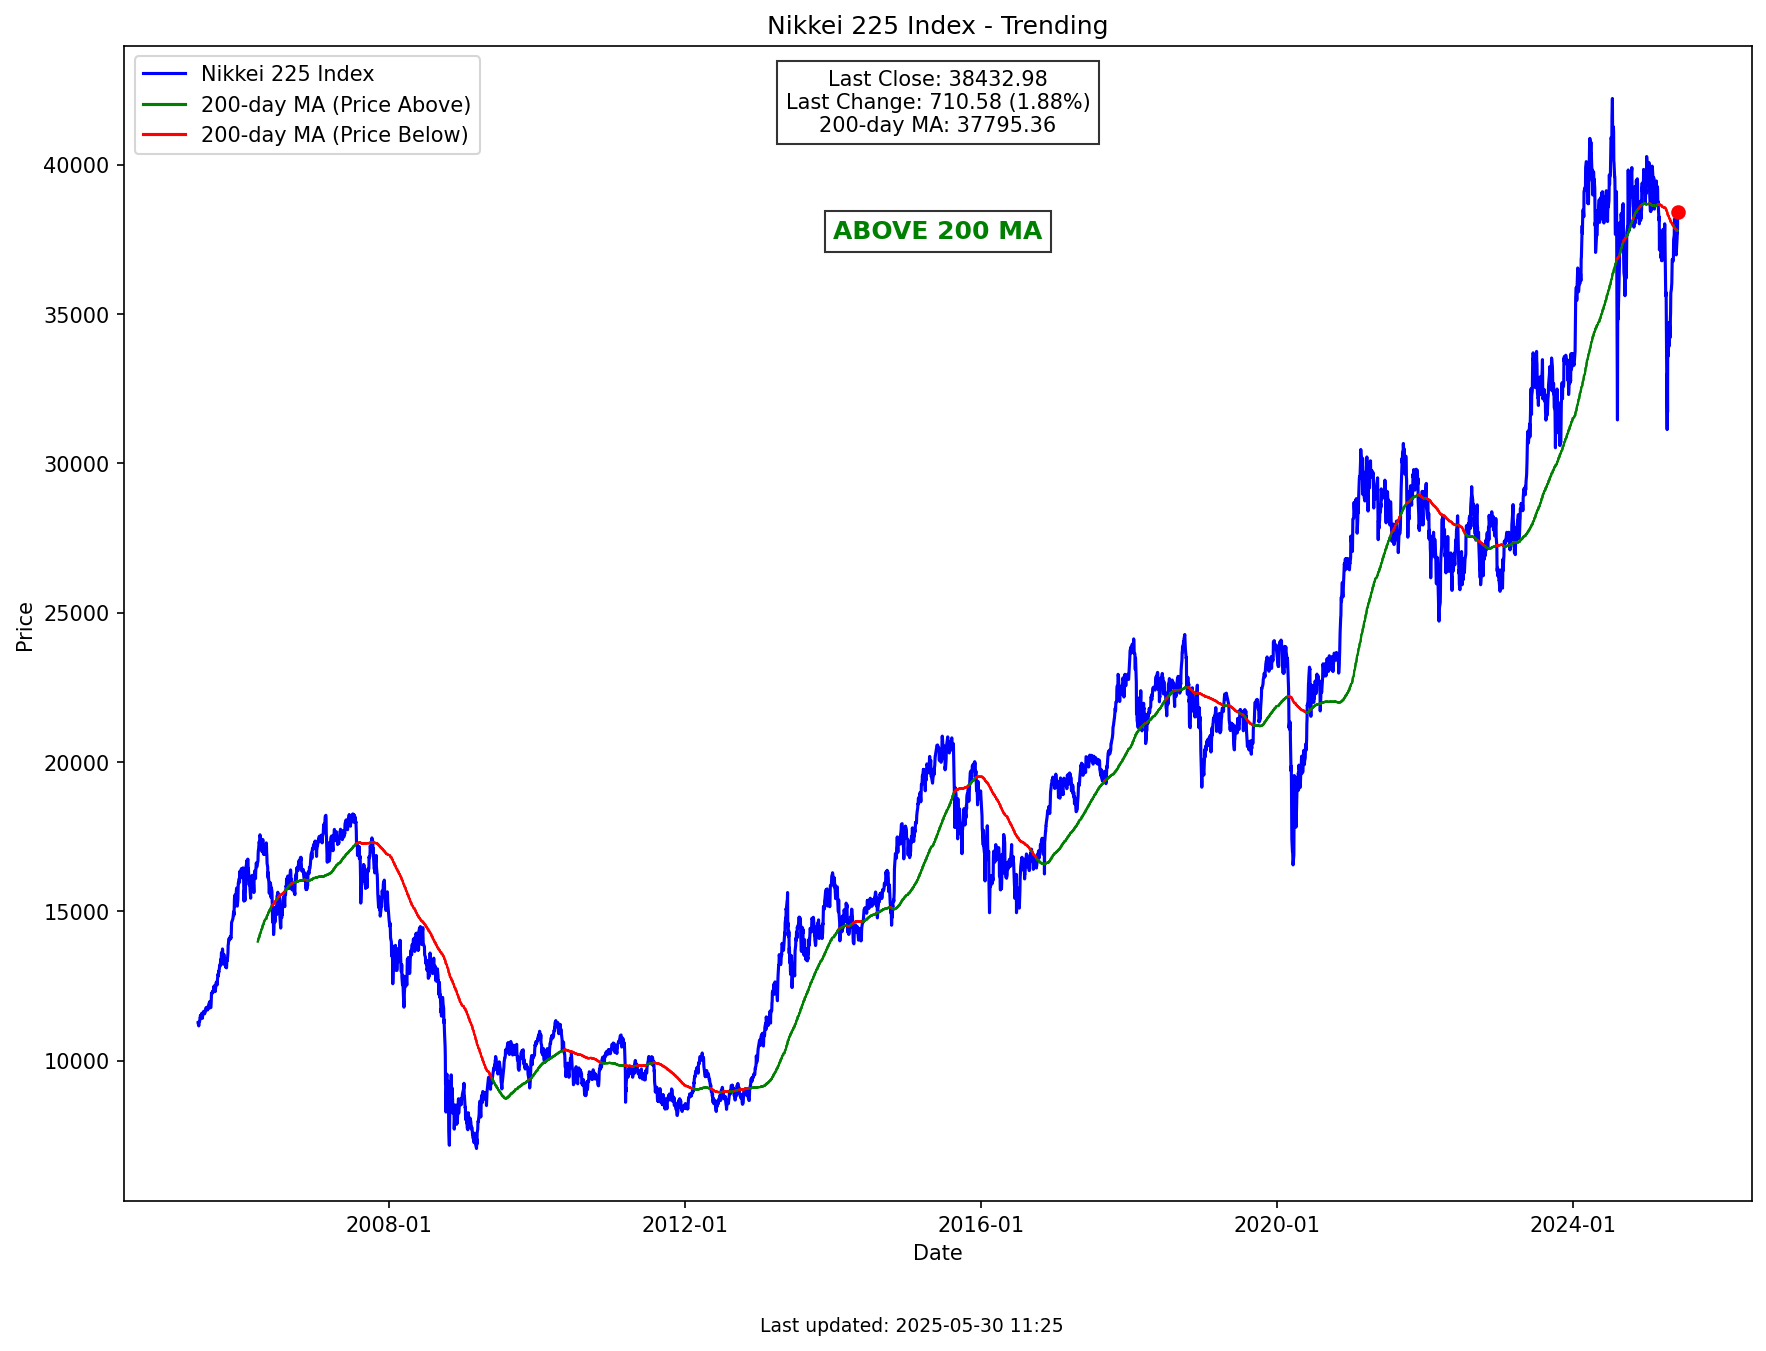 Nikkei 225 Index - Trending
Nikkei 225 Index
200-day MA (Price Above)
200-day MA (Price Below)
Last Close: 38432.98
Last Change: 710.58 (1.88%)
200-day MA: 37795.36
ABOVE 200 MA
40000
35000
30000
25000
20000
15000
10000
Price
2008-01
2012-01
2016-01
2020-01
2024-01
Date
Last updated: 2025-05-30 11:25